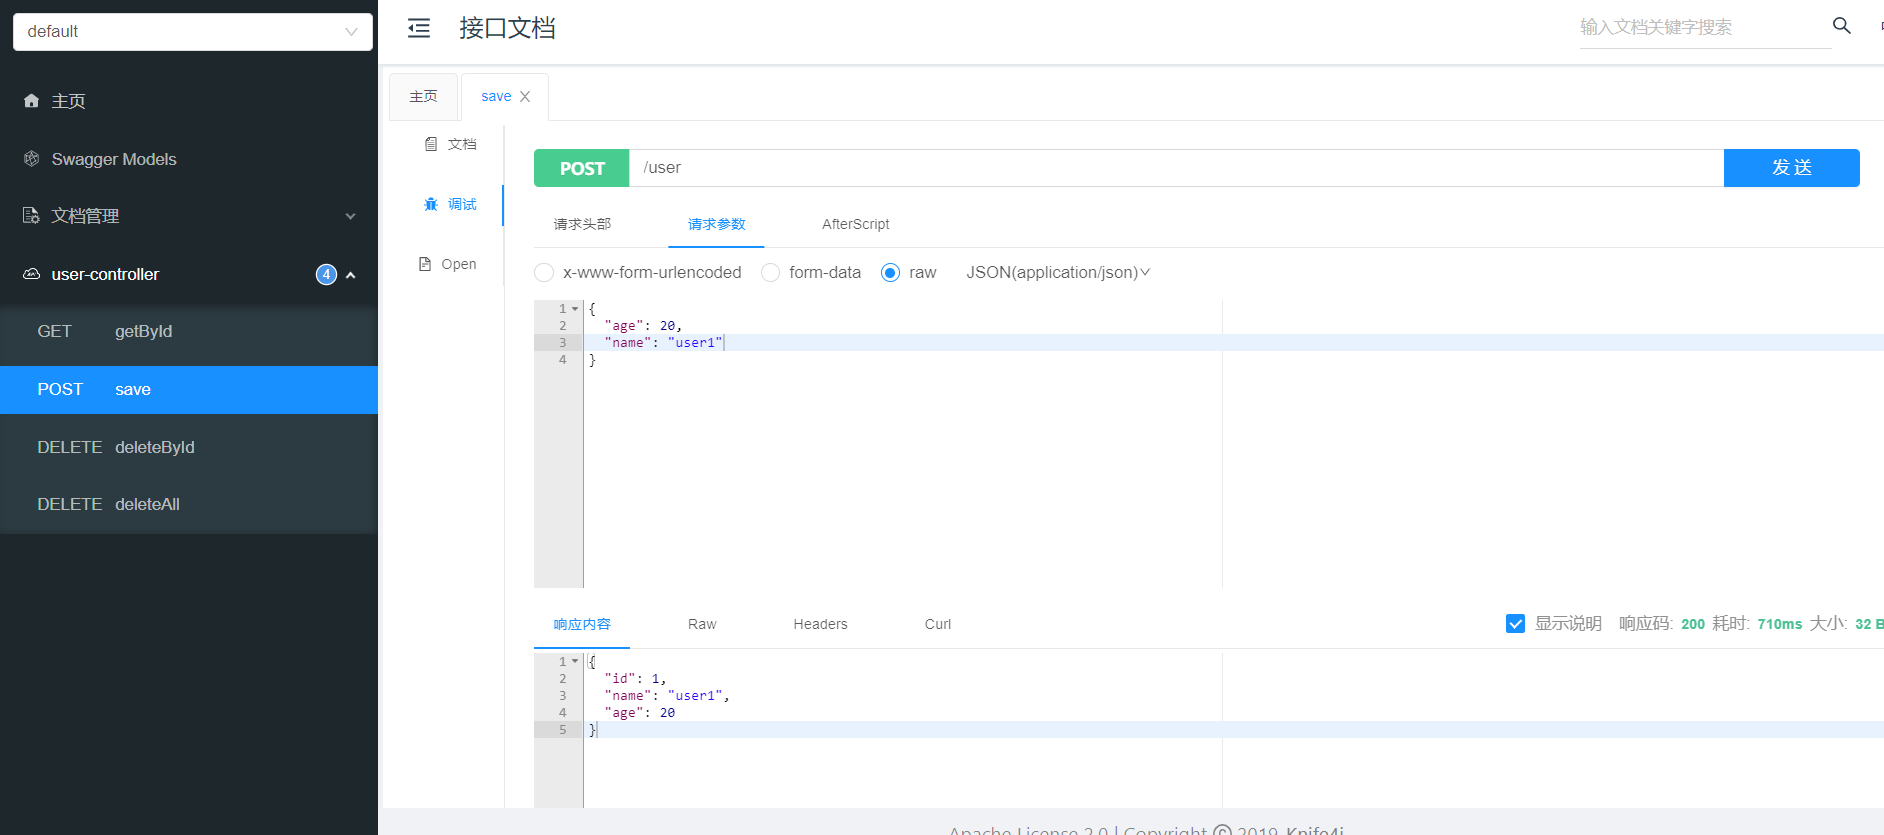 default
接口文档
输入文档关键字搜索
主页
Swagger Models
文档管理
user-controller
4
GET getById
POST save
DELETE deleteById
DELETE deleteAll
主页
save
文档
调试
Open
POST
/user
发 送
请求头部
请求参数
AfterScript
x-www-form-urlencoded
form-data
raw
JSON(application/json)
1 {
2 "age": 20,
3 "name": "user1"
4 }
响应内容
Raw
Headers
Curl
显示说明
响应码: 200 耗时: 710ms 大小: 32 B
1 {
2 "id": 1,
3 "name": "user1",
4 "age": 20
5 }
Apache License 2.0 | Copyright © 2019 Knife4j